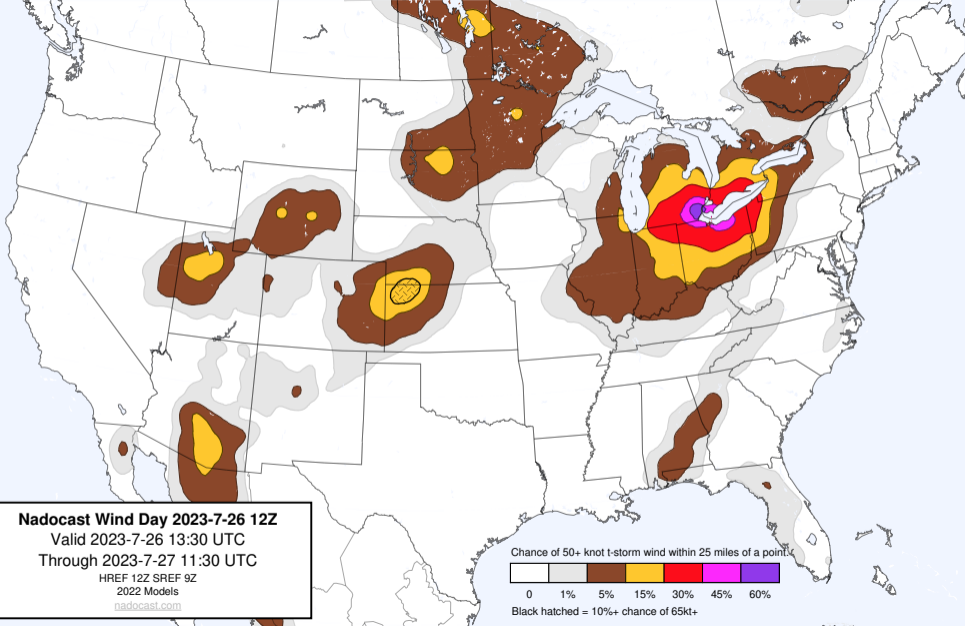 Nadocast Wind Day 2023-7-26 12Z
Valid 2023-7-26 13:30 UTC
Through 2023-7-27 11:30 UTC
HREF 12Z SREF 9Z
2022 Models
nadocast.com
Chance of 50+ knot t-storm wind within 25 miles of a point.
0 1% 5% 15% 30% 45% 60%
Black hatched = 10%+ chance of 65kt+